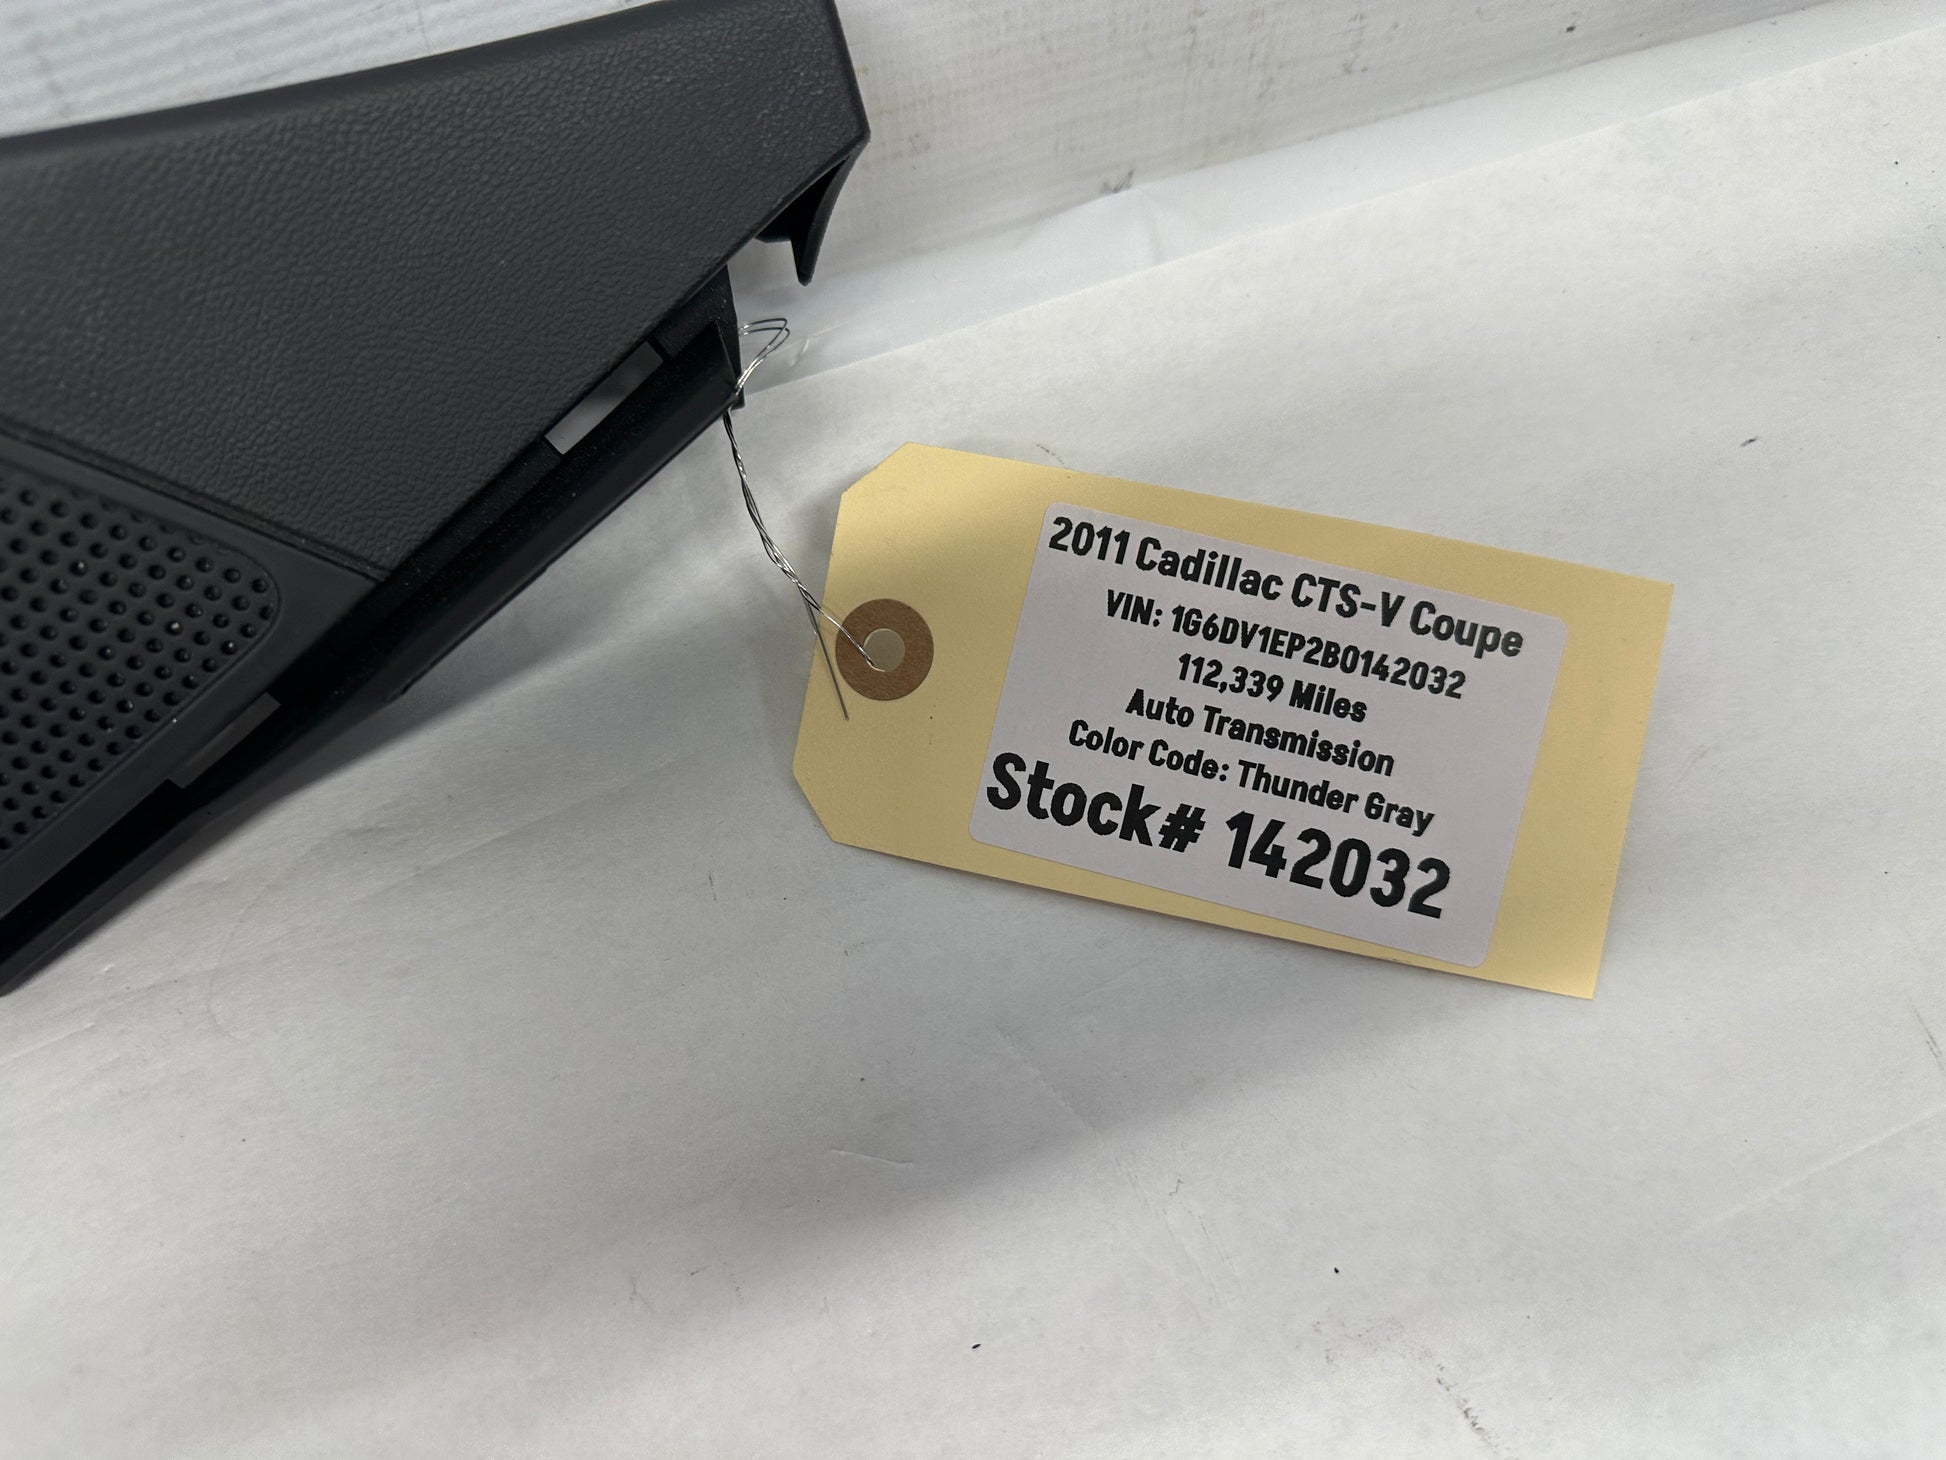 2011 Cadillac CTS-V Coupe
VIN: 1G6DV1EP2B0142032
112,339 Miles
Auto Transmission
Color Code: Thunder Gray
Stock# 142032